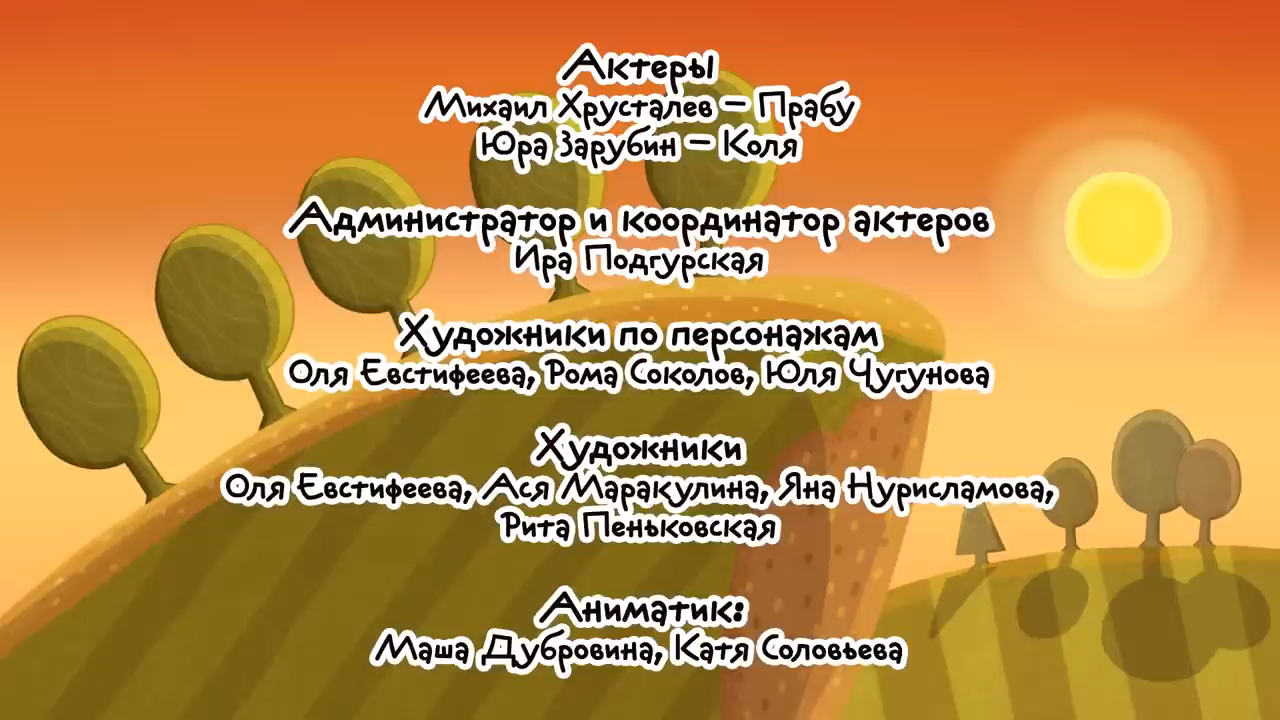 Актеры
Михаил Хрусталев – Прабу
Юра Зарубин – Коля
Администратор и координатор актеров
Ира Подгурская
Художники по персонажам
Оля Евстифеева, Рома Соколов, Юля Чугунова
Художники
Оля Евстифеева, Ася Маракулина, Яна Нурисламова,
Рита Пеньковская
Аниматик:
Маша Дубровина, Катя Соловьева